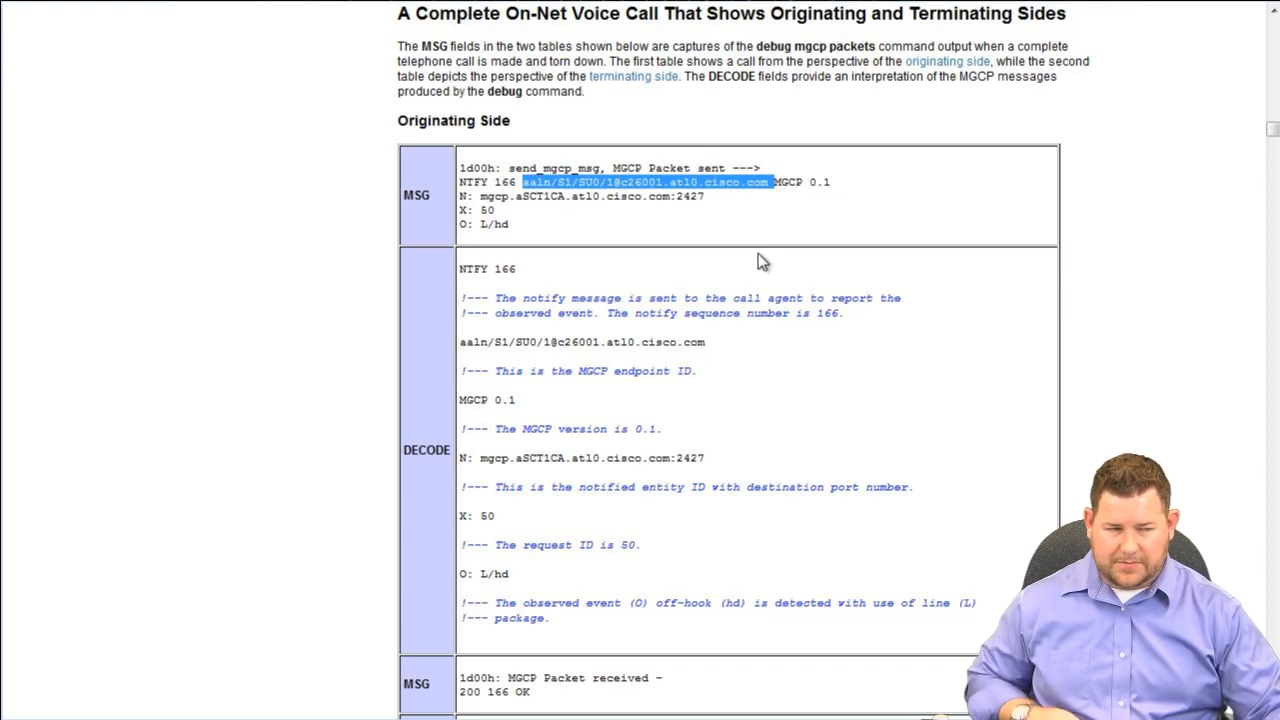 A Complete On-Net Voice Call That Shows Originating and Terminating Sides
The MSG fields in the two tables shown below are captures of the debug mgcp packets command output when a complete
telephone call is made and torn down. The first table shows a call from the perspective of the originating side, while the second
table depicts the perspective of the terminating side. The DECODE fields provide an interpretation of the MGCP messages
produced by the debug command.
Originating Side
MSG
1d00h: send_mgcp_msg, MGCP Packet sent --->
NTFY 166 aaln/S1/SU0/1@c26001.atl0.cisco.com MGCP 0.1
N: mgcp.aSCT1CA.atl0.cisco.com:2427
X: 50
O: L/hd
DECODE
NTFY 166
!--- The notify message is sent to the call agent to report the
!--- observed event. The notify sequence number is 166.
aaln/S1/SU0/1@c26001.atl0.cisco.com
!--- This is the MGCP endpoint ID.
MGCP 0.1
!--- The MGCP version is 0.1.
N: mgcp.aSCT1CA.atl0.cisco.com:2427
!--- This is the notified entity ID with destination port number.
X: 50
!--- The request ID is 50.
O: L/hd
!--- The observed event (O) off-hook (hd) is detected with use of line (L)
!--- package.
MSG
1d00h: MGCP Packet received -
200 166 OK